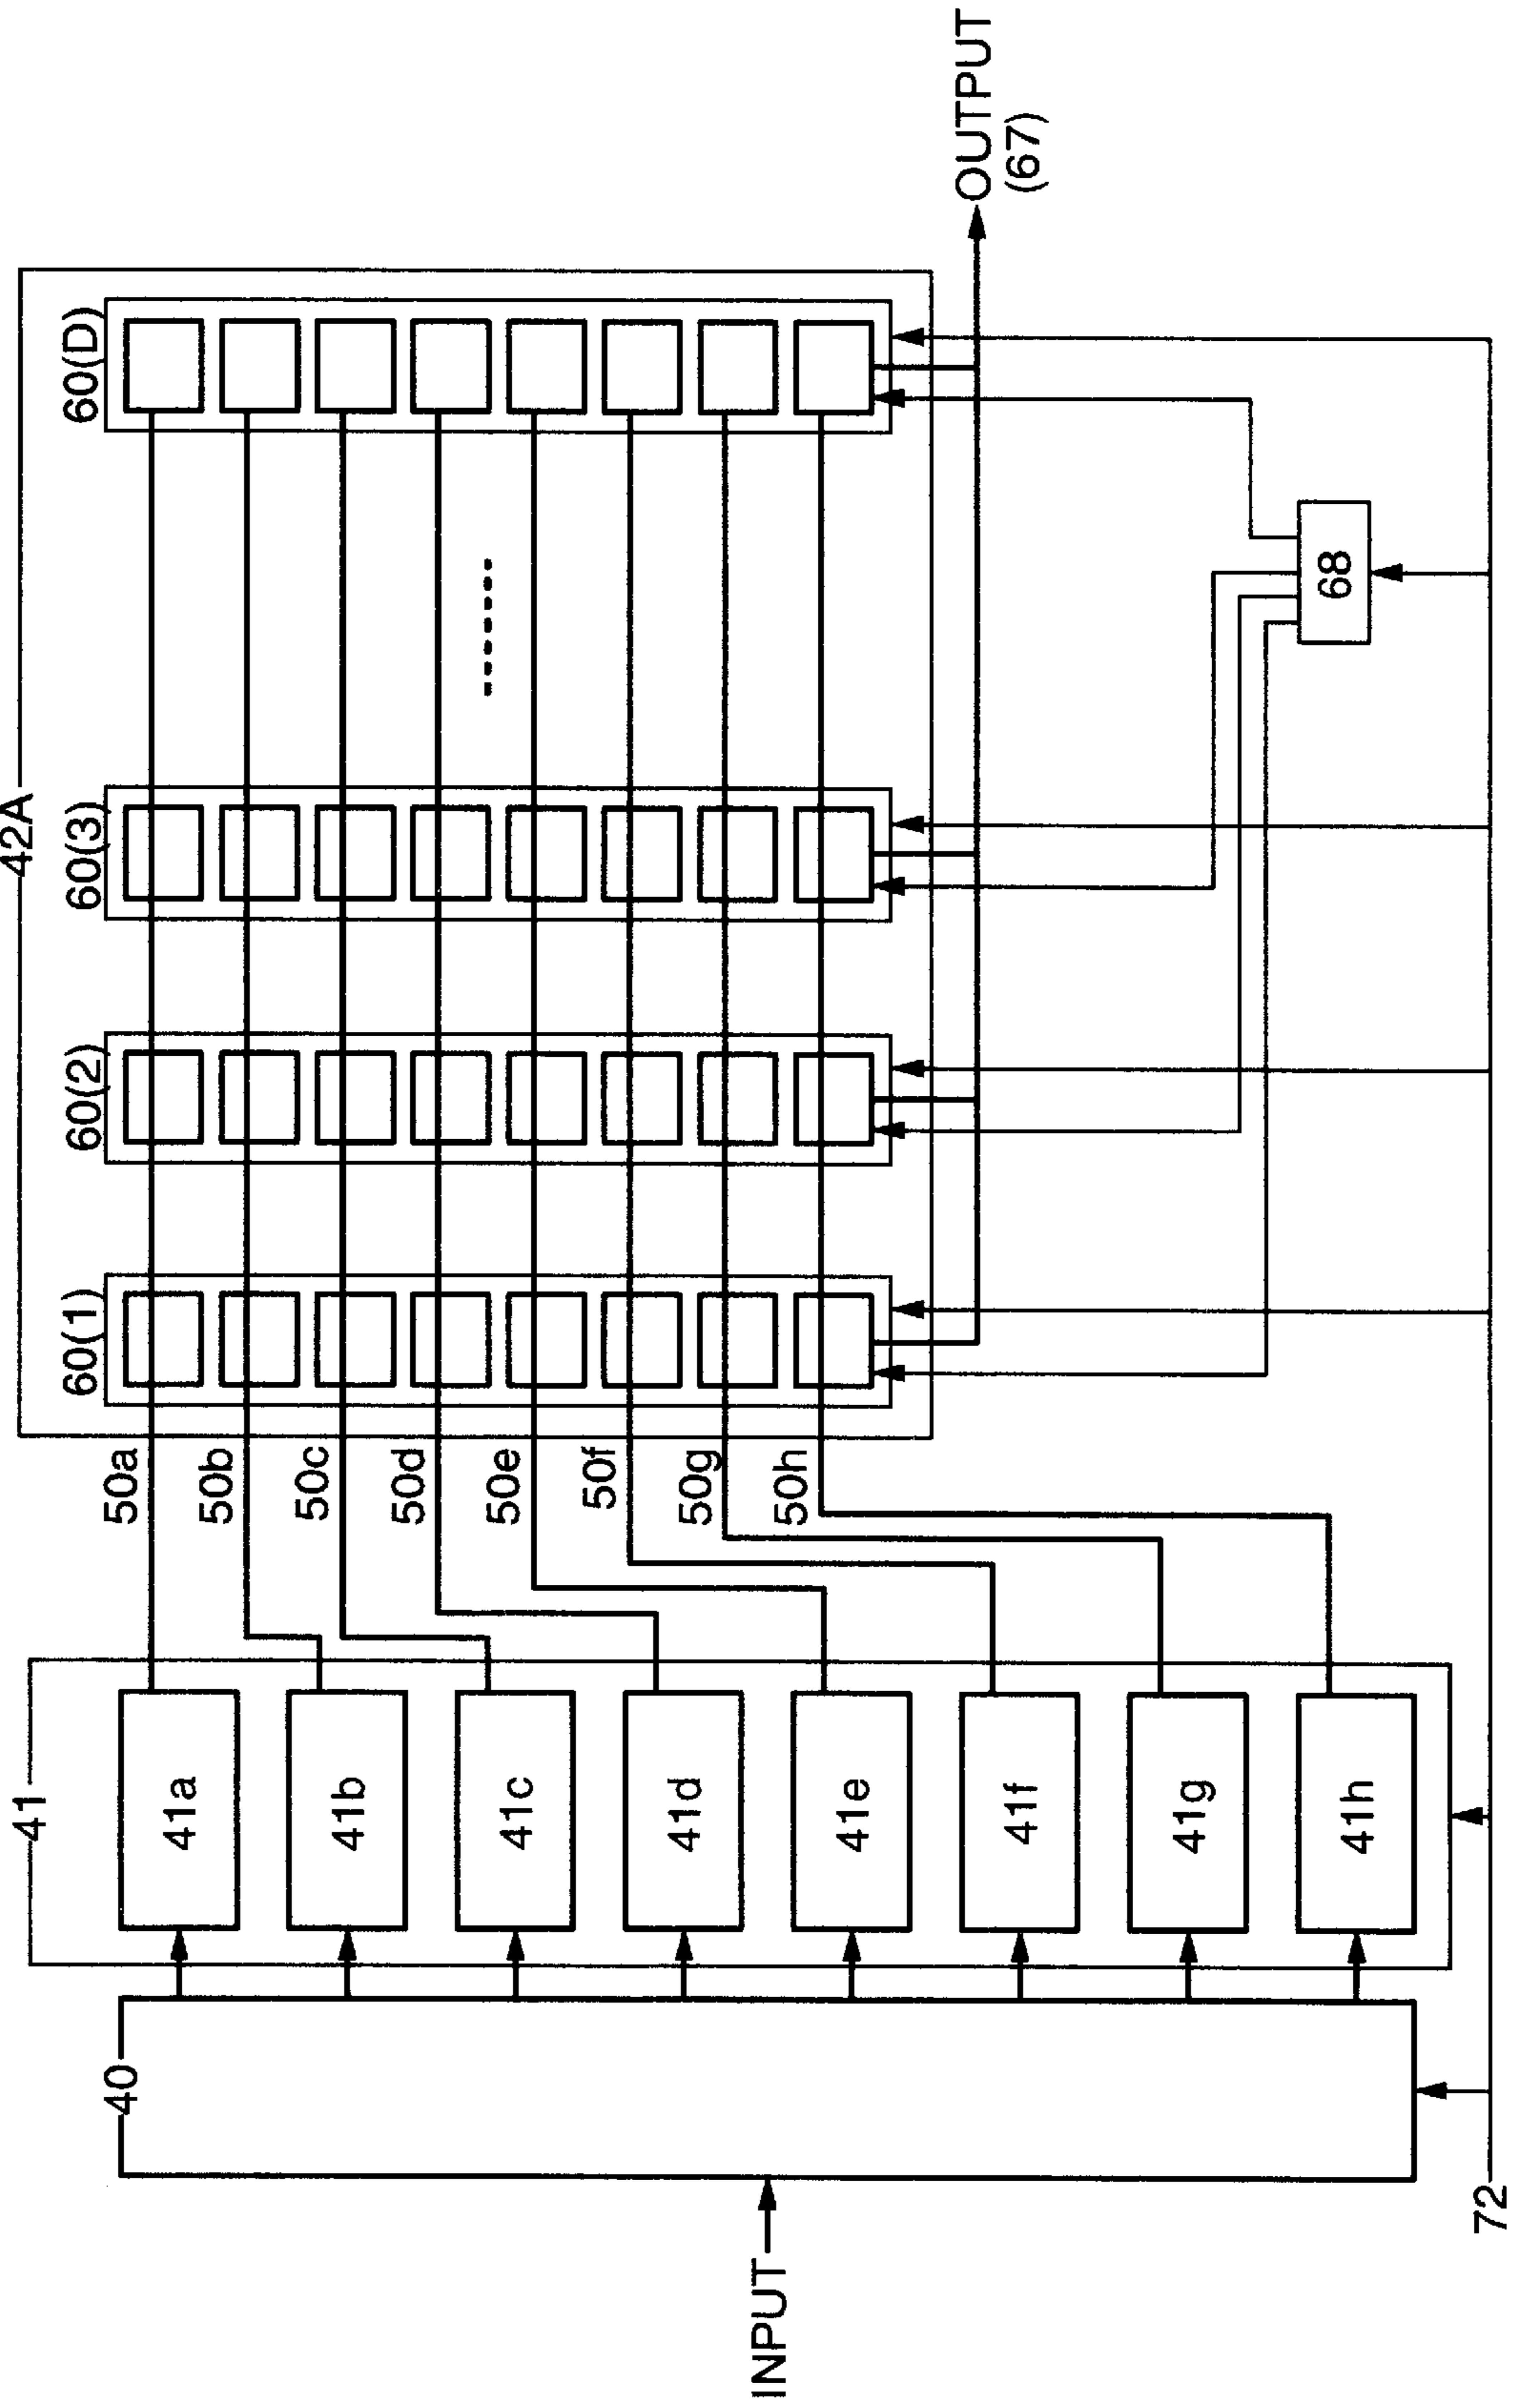 42A
60(1)
60(2)
60(3)
60(D)
41
50a
50b
50c
50d
50e
50f
50g
50h
40
41a
41b
41c
41d
41e
41f
41g
41h
INPUT
OUTPUT
(67)
68
72